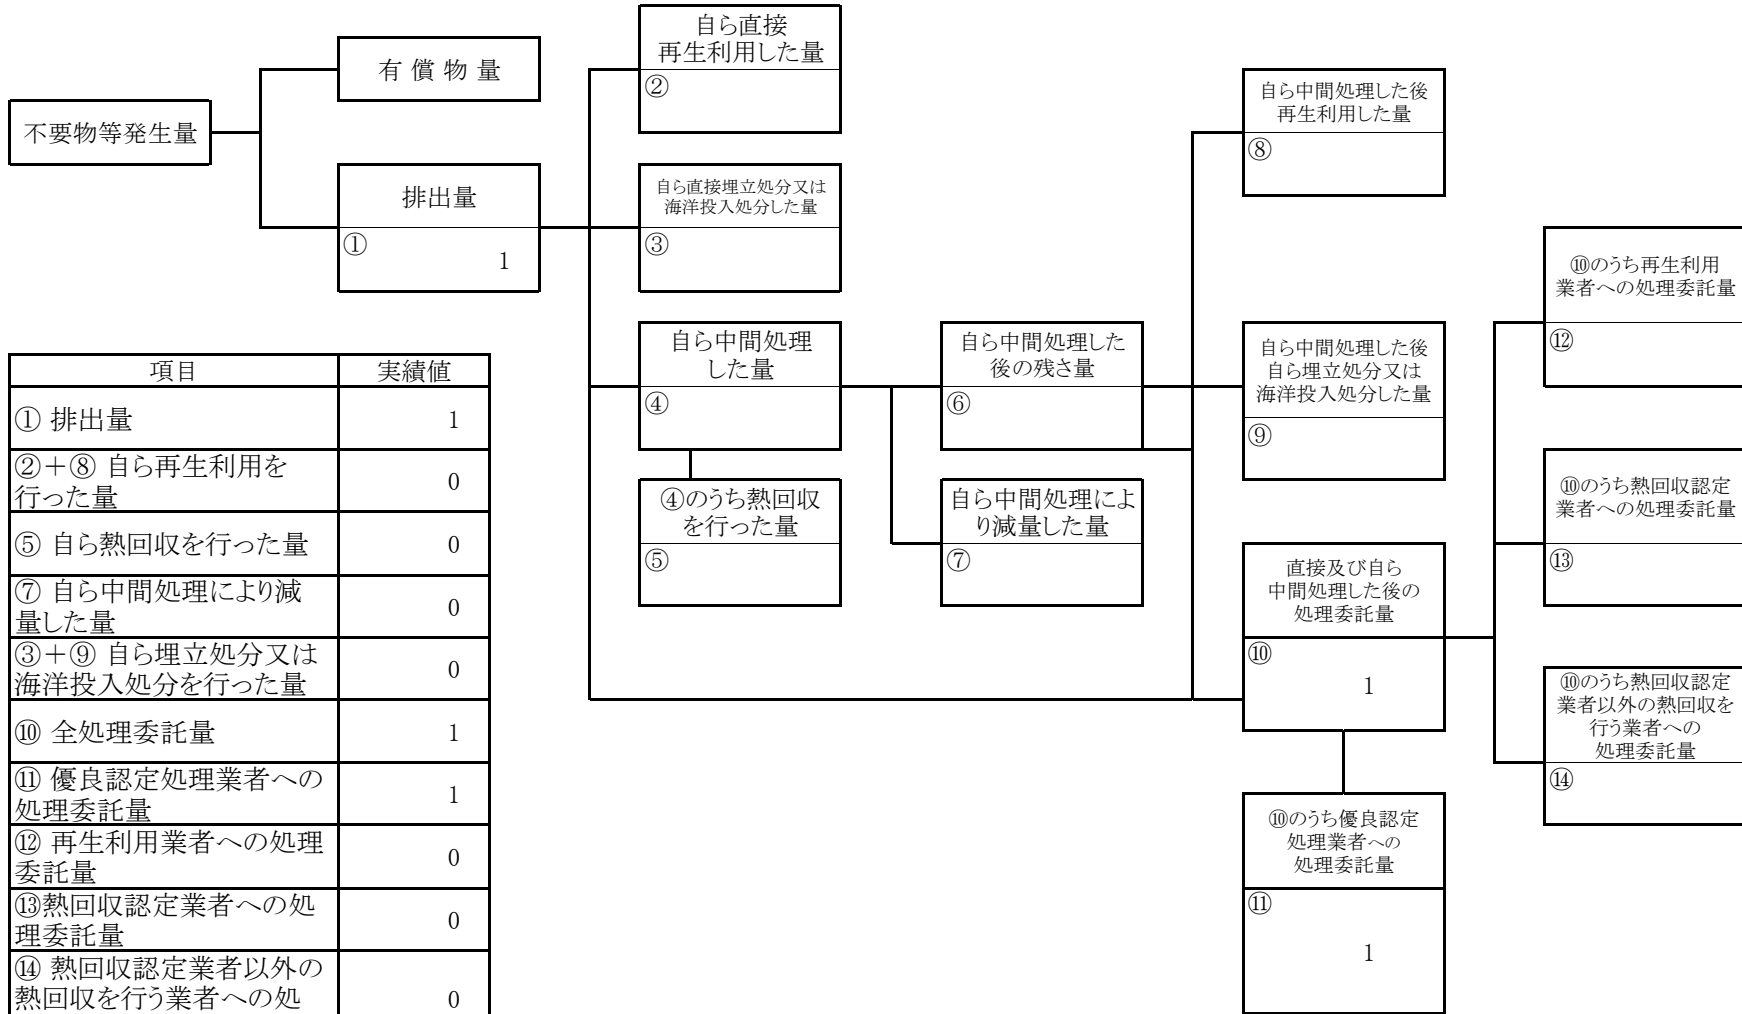 不要物等発生量
有 償 物 量
排出量
①
1
自ら直接
再生利用した量
②
自ら直接埋立処分又は
海洋投入処分した量
③
自ら中間処理
した量
④
④のうち熱回収
を行った量
⑤
自ら中間処理した
後の残さ量
⑥
自ら中間処理によ
り減量した量
⑦
自ら中間処理した後
再生利用した量
⑧
自ら中間処理した後
自ら埋立処分又は
海洋投入処分した量
⑨
直接及び自ら
中間処理した後の
処理委託量
⑩
1
⑩のうち優良認定
処理業者への
処理委託量
⑪
1
⑩のうち再生利用
業者への処理委託量
⑫
⑩のうち熱回収認定
業者への処理委託量
⑬
⑩のうち熱回収認定
業者以外の熱回収を
行う業者への
処理委託量
⑭
項目 実績値
① 排出量 1
②+⑧ 自ら再生利用を
行った量 0
⑤ 自ら熱回収を行った量 0
⑦ 自ら中間処理により減
量した量 0
③+⑨ 自ら埋立処分又は
海洋投入処分を行った量 0
⑩ 全処理委託量 1
⑪ 優良認定処理業者への
処理委託量 1
⑫ 再生利用業者への処理
委託量 0
⑬熱回収認定業者への処
理委託量 0
⑭ 熱回収認定業者以外の
熱回収を行う業者への処 0